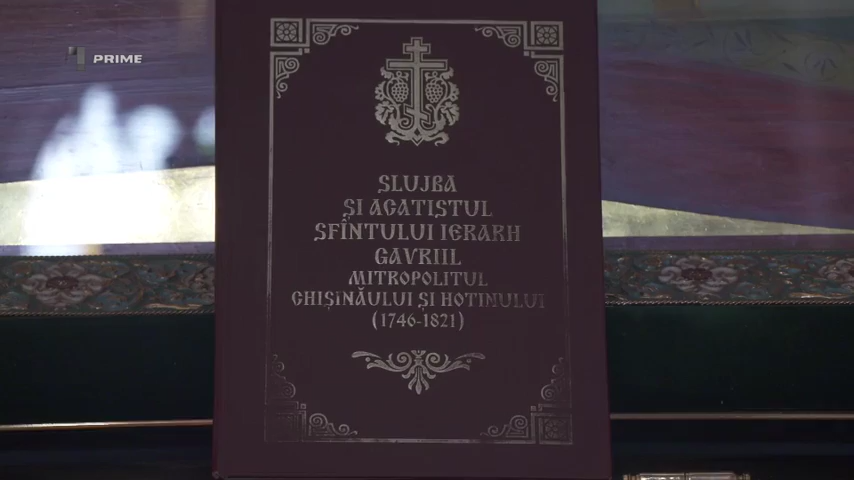 PRIME
SLUJBA
ȘI ACATISTUL
SFÎNTULUI IERARH
GAVRIIL
MITROPOLITUL
CHIȘINĂULUI ȘI HOTINULUI
(1746-1821)